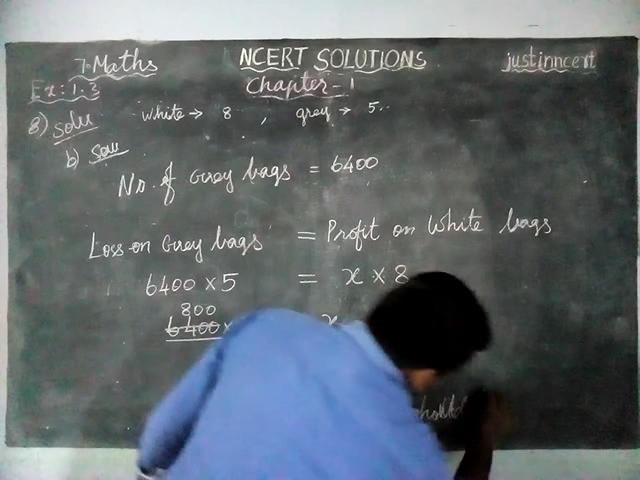 7. Maths NCERT SOLUTIONS justinncert
Ex: 1.3 Chapter - 1
8) Solu White → 8 , grey → 5.
b) Solu
No. of Grey bags = 6400
Loss on Grey bags = Profit on White bags
6400 × 5 = x × 8
800
6400 × x